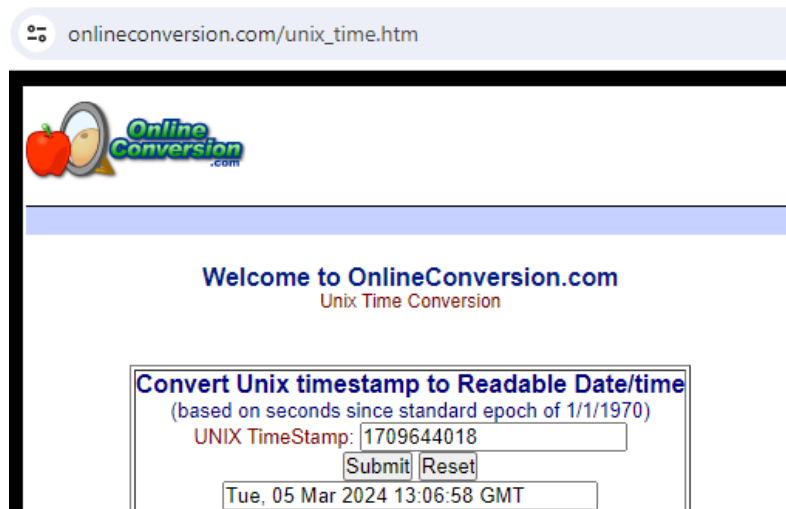 onlineconversion.com/unix_time.htm
Online
Conversion
.com
Welcome to OnlineConversion.com
Unix Time Conversion
Convert Unix timestamp to Readable Date/time
(based on seconds since standard epoch of 1/1/1970)
UNIX TimeStamp: 1709644018
Submit Reset
Tue, 05 Mar 2024 13:06:58 GMT